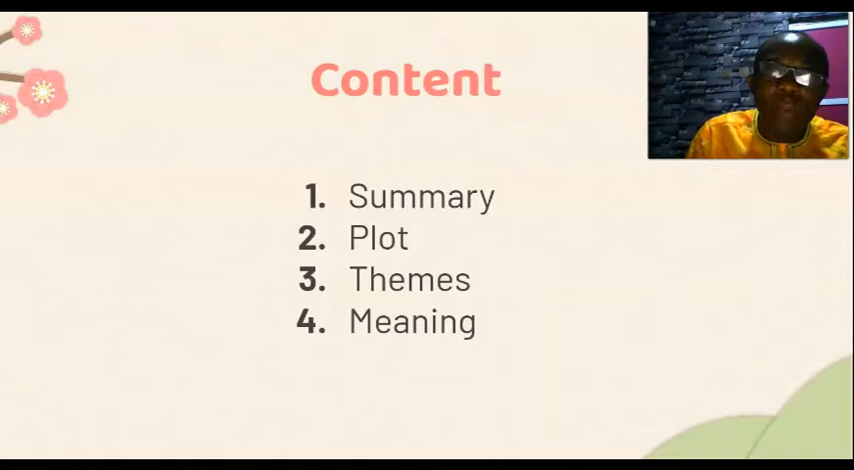 Content
1. Summary
2. Plot
3. Themes
4. Meaning